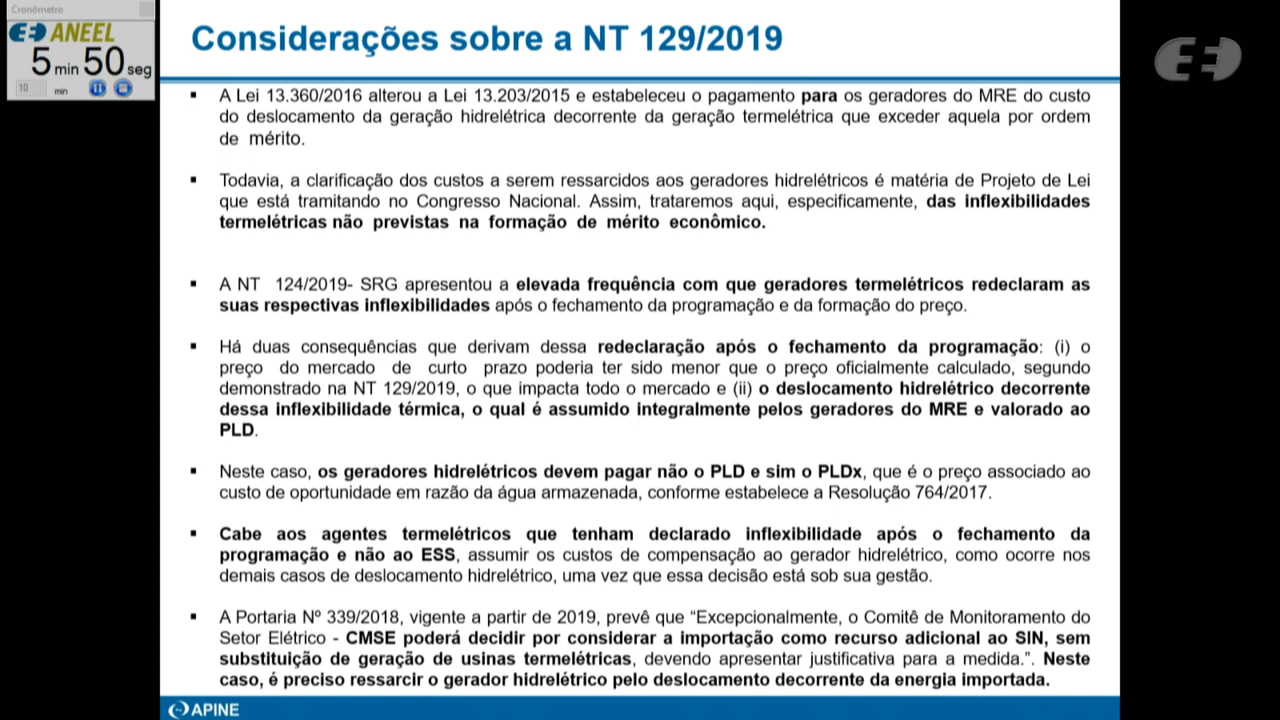 Cronômetro
ANEEL
5 min 50 seg
10 min
Considerações sobre a NT 129/2019
▪ A Lei 13.360/2016 alterou a Lei 13.203/2015 e estabeleceu o pagamento para os geradores do MRE do custo
do deslocamento da geração hidrelétrica decorrente da geração termelétrica que exceder aquela por ordem
de mérito.
▪ Todavia, a clarificação dos custos a serem ressarcidos aos geradores hidrelétricos é matéria de Projeto de Lei
que está tramitando no Congresso Nacional. Assim, trataremos aqui, especificamente, das inflexibilidades
termelétricas não previstas na formação de mérito econômico.
▪ A NT 124/2019- SRG apresentou a elevada frequência com que geradores termelétricos redeclaram as
suas respectivas inflexibilidades após o fechamento da programação e da formação do preço.
▪ Há duas consequências que derivam dessa redeclaração após o fechamento da programação: (i) o
preço do mercado de curto prazo poderia ter sido menor que o preço oficialmente calculado, segundo
demonstrado na NT 129/2019, o que impacta todo o mercado e (ii) o deslocamento hidrelétrico decorrente
dessa inflexibilidade térmica, o qual é assumido integralmente pelos geradores do MRE e valorado ao
PLD.
▪ Neste caso, os geradores hidrelétricos devem pagar não o PLD e sim o PLDx, que é o preço associado ao
custo de oportunidade em razão da água armazenada, conforme estabelece a Resolução 764/2017.
▪ Cabe aos agentes termelétricos que tenham declarado inflexibilidade após o fechamento da
programação e não ao ESS, assumir os custos de compensação ao gerador hidrelétrico, como ocorre nos
demais casos de deslocamento hidrelétrico, uma vez que essa decisão está sob sua gestão.
▪ A Portaria Nº 339/2018, vigente a partir de 2019, prevê que “Excepcionalmente, o Comitê de Monitoramento do
Setor Elétrico - CMSE poderá decidir por considerar a importação como recurso adicional ao SIN, sem
substituição de geração de usinas termelétricas, devendo apresentar justificativa para a medida.”. Neste
caso, é preciso ressarcir o gerador hidrelétrico pelo deslocamento decorrente da energia importada.
APINE